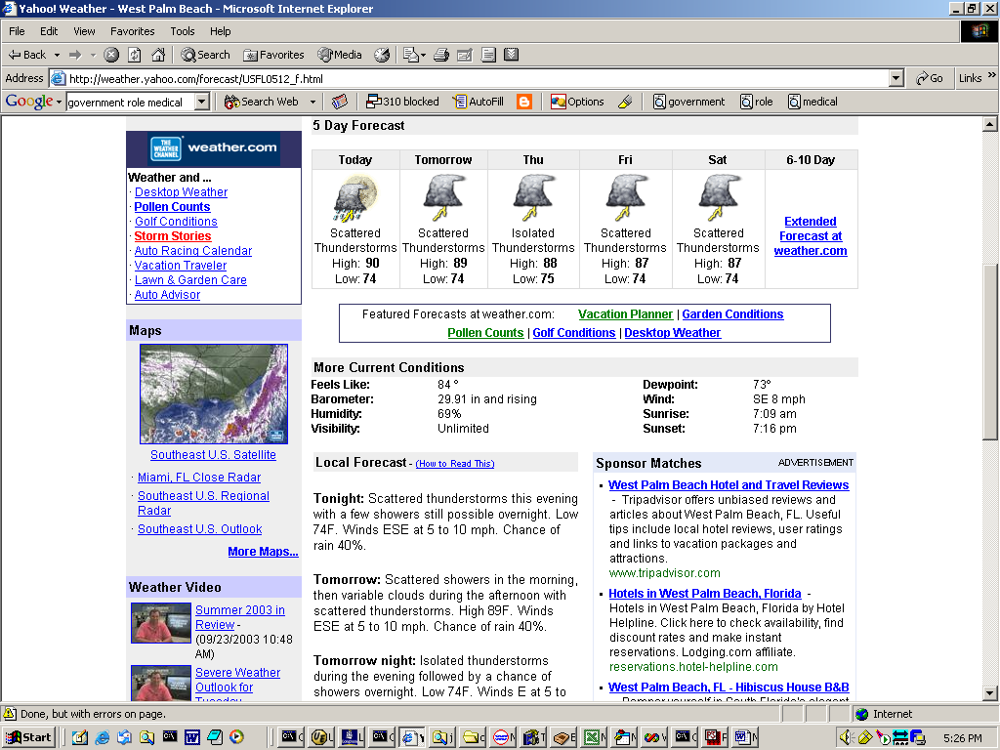 Yahoo! Weather - West Palm Beach - Microsoft Internet Explorer
File Edit View Favorites Tools Help
Back Search Favorites Media
Address http://weather.yahoo.com/forecast/USFL0512_f.html Go Links »
Google government role medical Search Web 310 blocked AutoFill Options government role medical
THE WEATHER CHANNEL weather.com
Weather and ...
· Desktop Weather
· Pollen Counts
· Golf Conditions
· Storm Stories
· Auto Racing Calendar
· Vacation Traveler
· Lawn & Garden Care
· Auto Advisor
Maps
Southeast U.S. Satellite
· Miami, FL Close Radar
· Southeast U.S. Regional
Radar
· Southeast U.S. Outlook
More Maps...
Weather Video
Summer 2003 in
Review -
(09/23/2003 10:48
AM)
Severe Weather
Outlook for
Tuesday
5 Day Forecast
Today Tomorrow Thu Fri Sat 6-10 Day
Scattered Scattered Isolated Scattered Scattered
Thunderstorms Thunderstorms Thunderstorms Thunderstorms Thunderstorms
High: 90 High: 89 High: 88 High: 87 High: 87
Low: 74 Low: 74 Low: 75 Low: 74 Low: 74
Extended
Forecast at
weather.com
Featured Forecasts at weather.com: Vacation Planner | Garden Conditions
Pollen Counts | Golf Conditions | Desktop Weather
More Current Conditions
Feels Like: 84 º Dewpoint: 73º
Barometer: 29.91 in and rising Wind: SE 8 mph
Humidity: 69% Sunrise: 7:09 am
Visibility: Unlimited Sunset: 7:16 pm
Local Forecast - (How to Read This)
Tonight: Scattered thunderstorms this evening
with a few showers still possible overnight. Low
74F. Winds ESE at 5 to 10 mph. Chance of
rain 40%.
Tomorrow: Scattered showers in the morning,
then variable clouds during the afternoon with
scattered thunderstorms. High 89F. Winds
ESE at 5 to 10 mph. Chance of rain 40%.
Tomorrow night: Isolated thunderstorms
during the evening followed by a chance of
showers overnight. Low 74F. Winds E at 5 to
Sponsor Matches ADVERTISEMENT
• West Palm Beach Hotel and Travel Reviews
- Tripadvisor offers unbiased reviews and
articles about West Palm Beach, FL. Useful
tips include local hotel reviews, user ratings
and links to vacation packages and
attractions.
www.tripadvisor.com
• Hotels in West Palm Beach, Florida -
Hotels in West Palm Beach, Florida by Hotel
Helpline. Click here to check availability, find
discount rates and make instant
reservations. Lodging.com affiliate.
reservations.hotel-helpline.com
• West Palm Beach, FL - Hibiscus House B&B
- Pamper yourself in South Florida's elegant
Done, but with errors on page. Internet
Start 5:26 PM